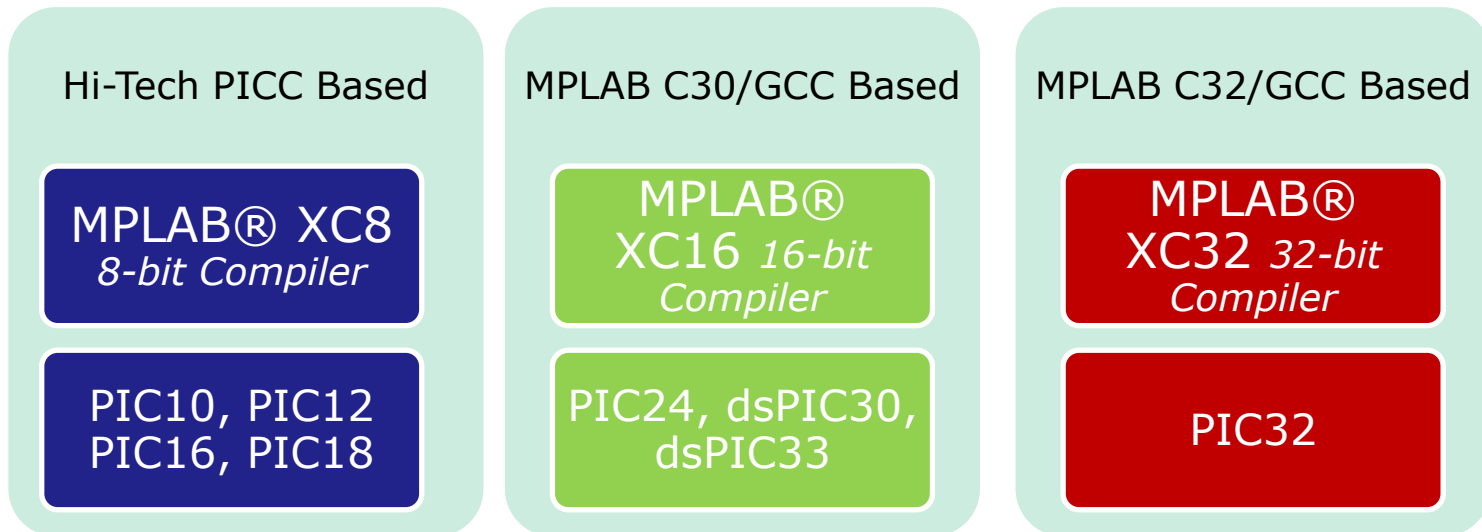 Hi-Tech PICC Based
MPLAB® XC8
8-bit Compiler
PIC10, PIC12
PIC16, PIC18
MPLAB C30/GCC Based
MPLAB®
XC16 16-bit
Compiler
PIC24, dsPIC30,
dsPIC33
MPLAB C32/GCC Based
MPLAB®
XC32 32-bit
Compiler
PIC32